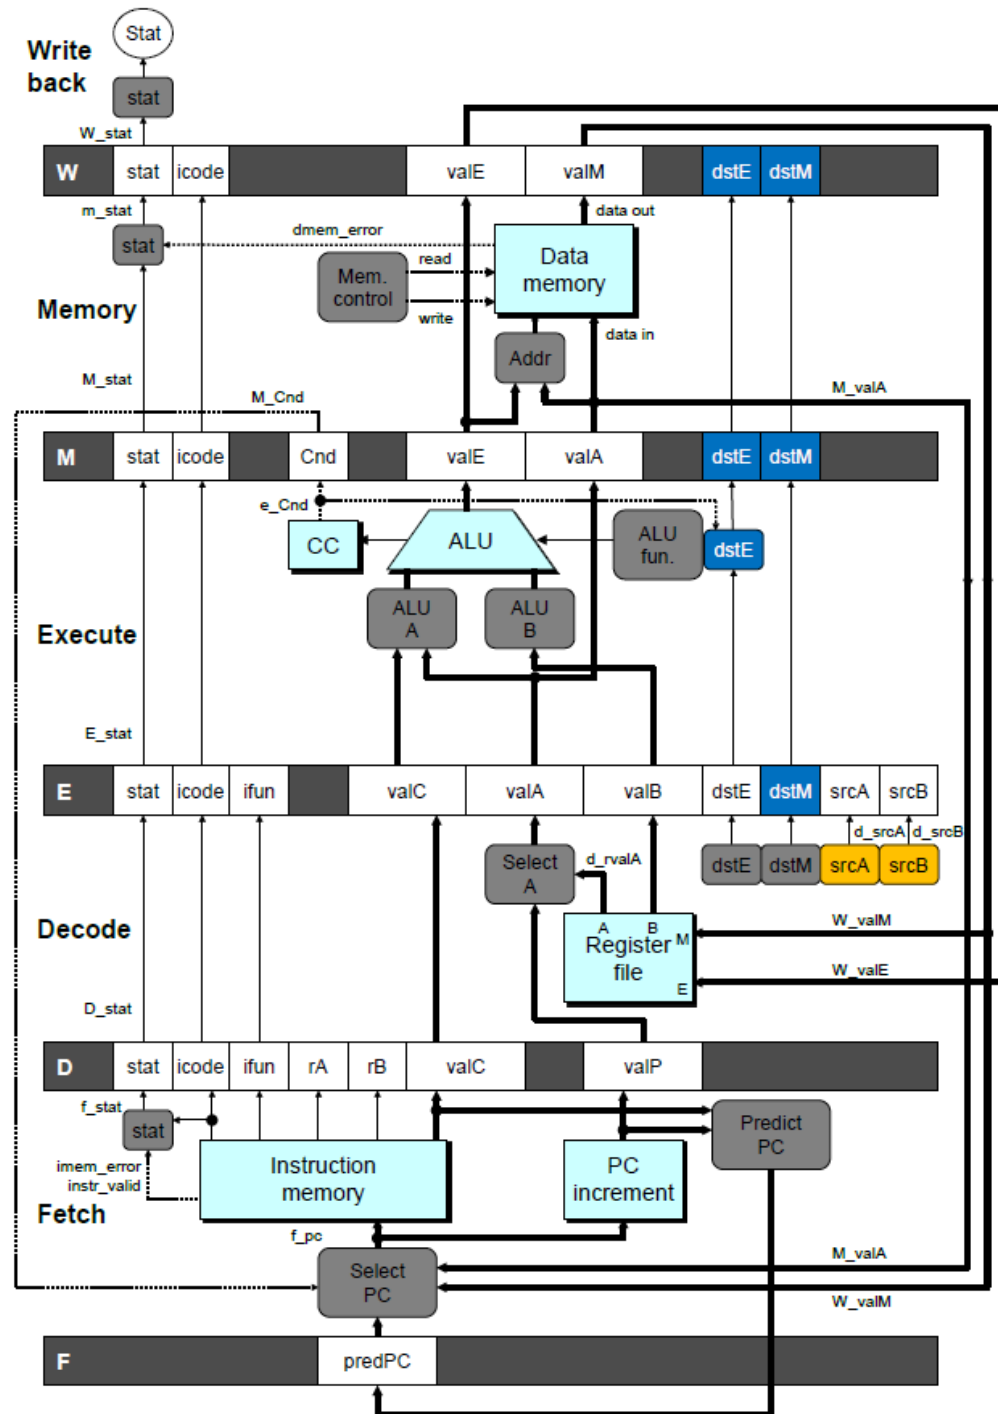 Stat
Write
back
stat
W_stat
W
stat
icode
valE
valM
dstE
dstM
m_stat
data out
dmem_error
stat
read
Mem.
control
Data
memory
Memory
write
data in
Addr
M_stat
M_valA
M_Cnd
M
stat
icode
Cnd
valE
valA
dstE
dstM
e_Cnd
CC
ALU
ALU
fun.
dstE
ALU
A
ALU
B
Execute
E_stat
E
stat
icode
ifun
valC
valA
valB
dstE
dstM
srcA
srcB
d_srcA
d_srcB
Select
A
d_rvalA
dstE
dstM
srcA
srcB
Decode
A
B
M
Register
file
E
W_valM
W_valE
D_stat
D
stat
icode
ifun
rA
rB
valC
valP
f_stat
stat
Predict
PC
imem_error
instr_valid
Instruction
memory
PC
increment
Fetch
f_pc
M_valA
Select
PC
W_valM
F
predPC